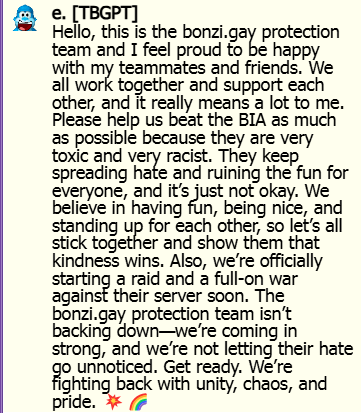 e. [TBGPT]
Hello, this is the bonzi.gay protection
team and I feel proud to be happy
with my teammates and friends. We
all work together and support each
other, and it really means a lot to me.
Please help us beat the BIA as much
as possible because they are very
toxic and very racist. They keep
spreading hate and ruining the fun for
everyone, and it's just not okay. We
believe in having fun, being nice, and
standing up for each other, so let's all
stick together and show them that
kindness wins. Also, we're officially
starting a raid and a full-on war
against their server soon. The
bonzi.gay protection team isn't
backing down—we're coming in
strong, and we're not letting their hate
go unnoticed. Get ready. We're
fighting back with unity, chaos, and
pride. 💥 🌈